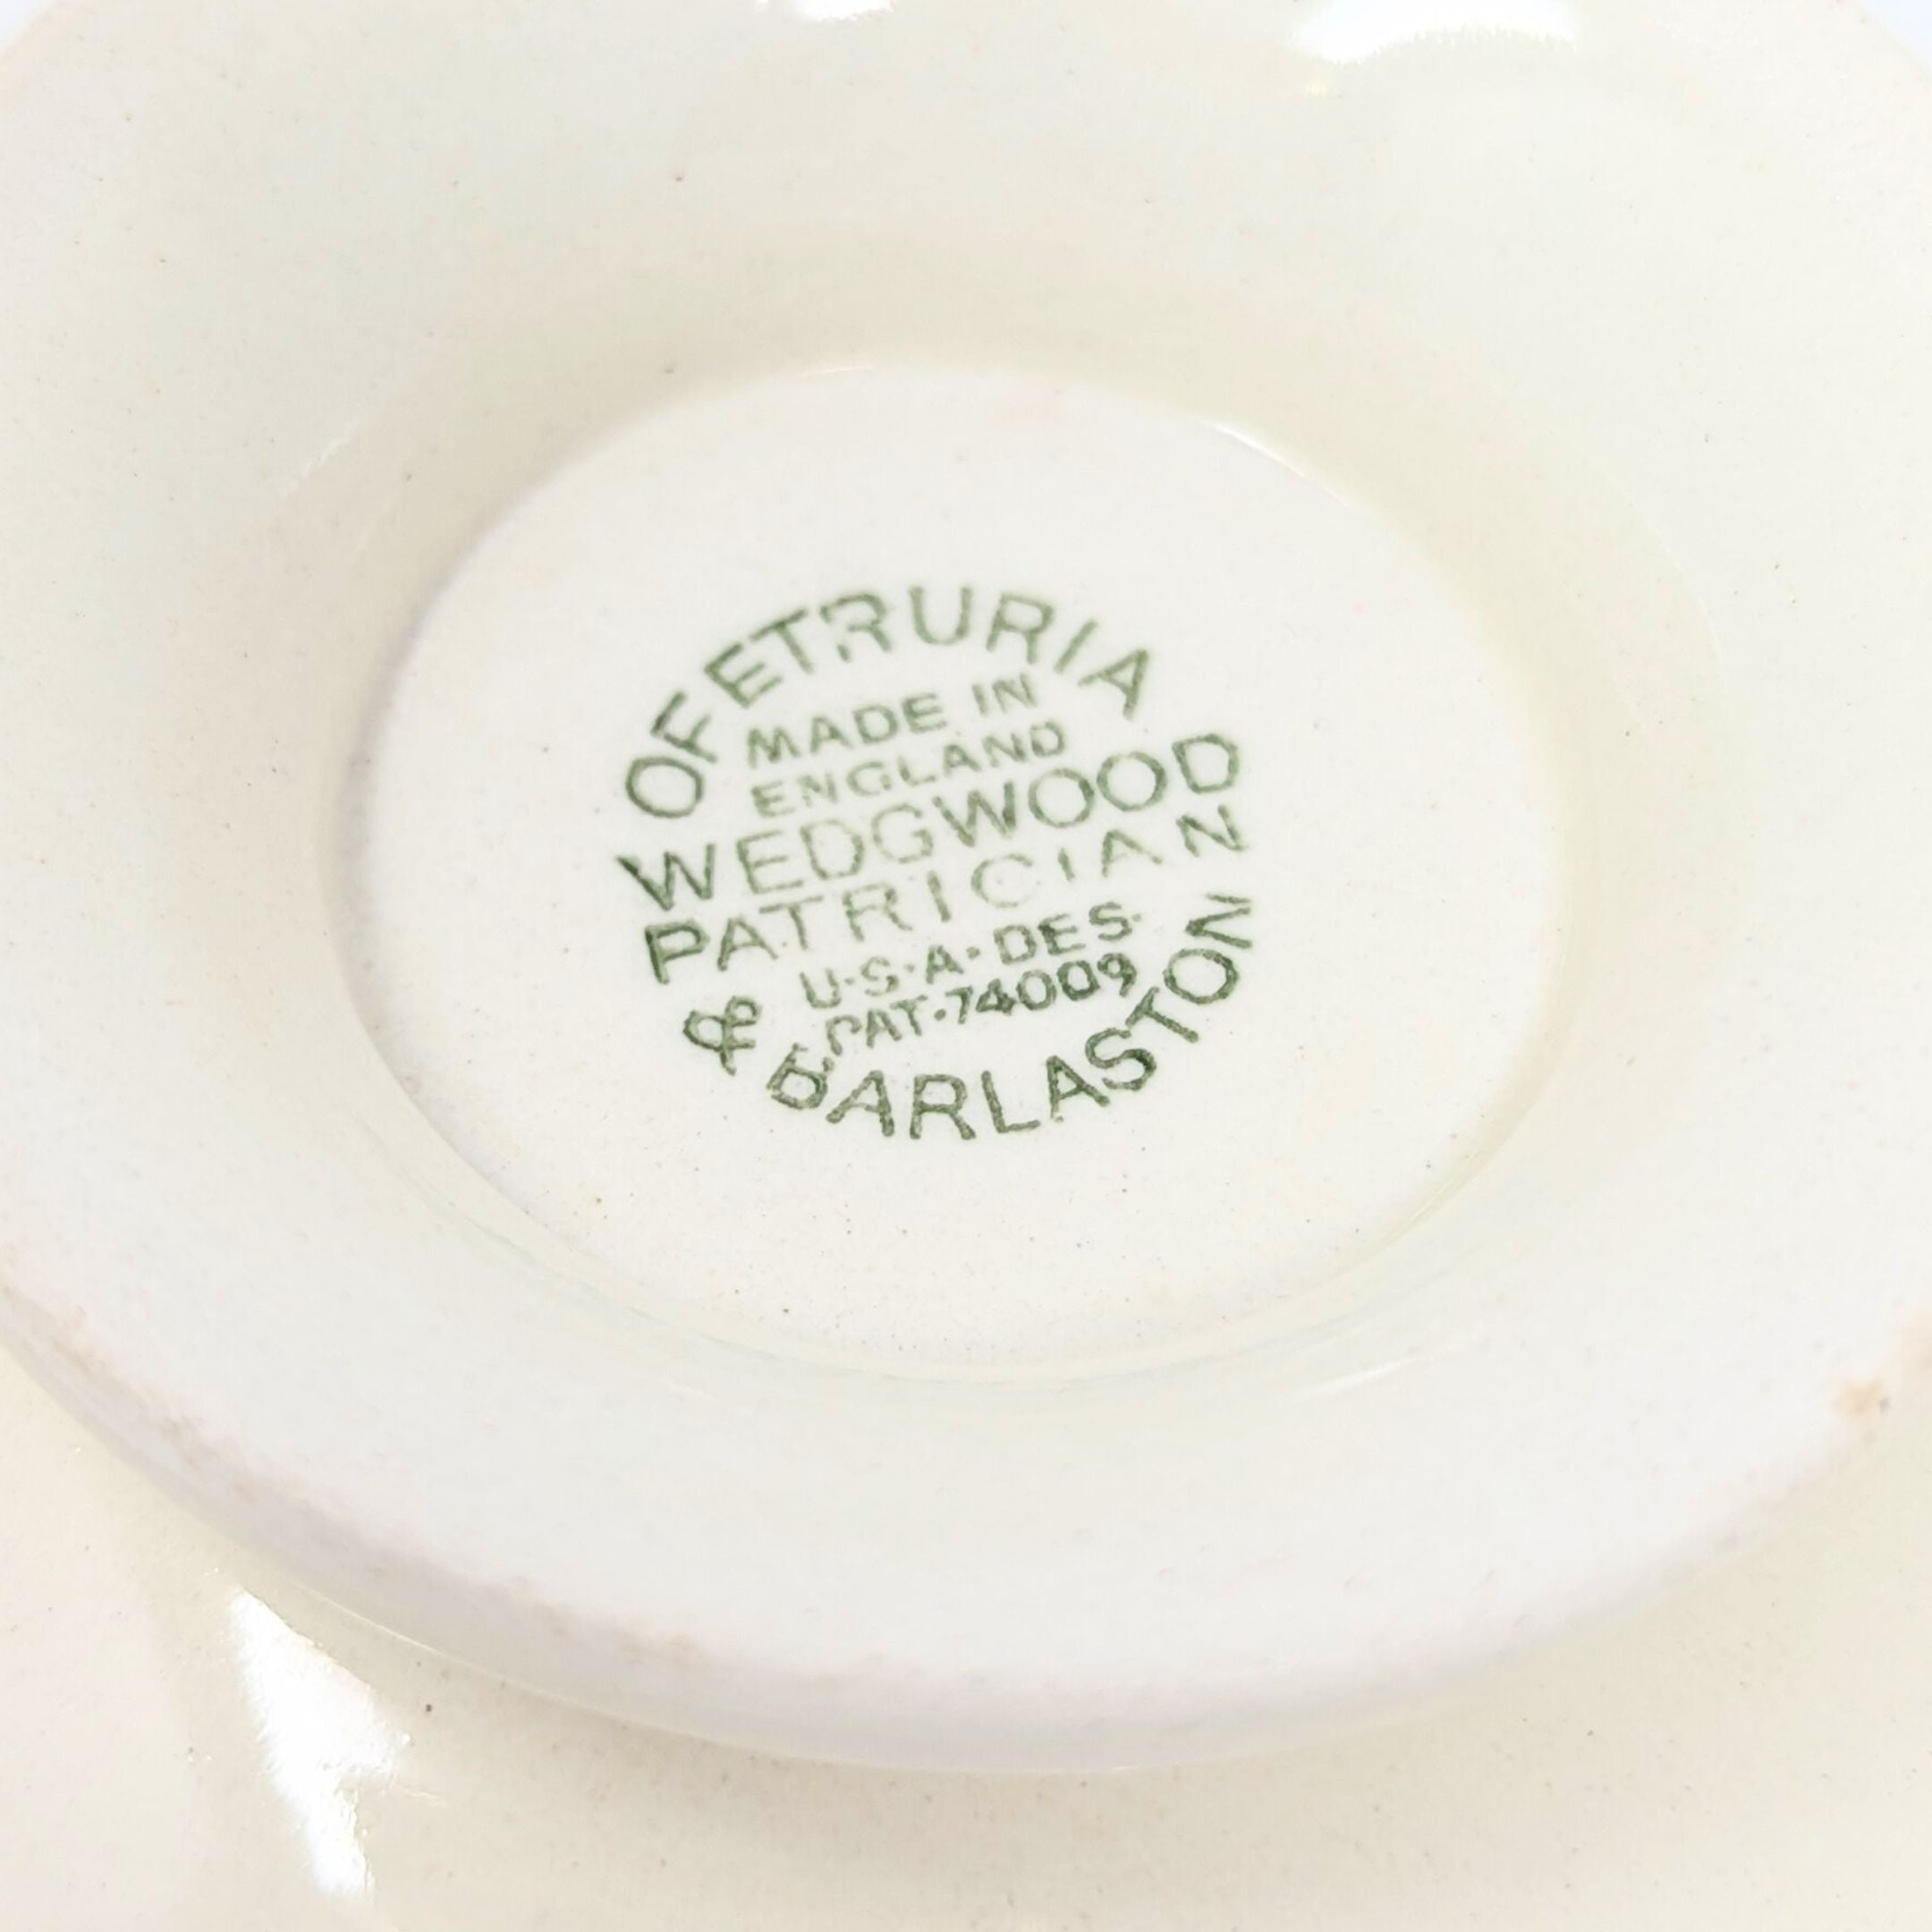 OF ETRURIA
MADE IN
ENGLAND
WEDGWOOD
PATRICIAN
U·S·A·DES·
PAT·74009
& BARLASTON